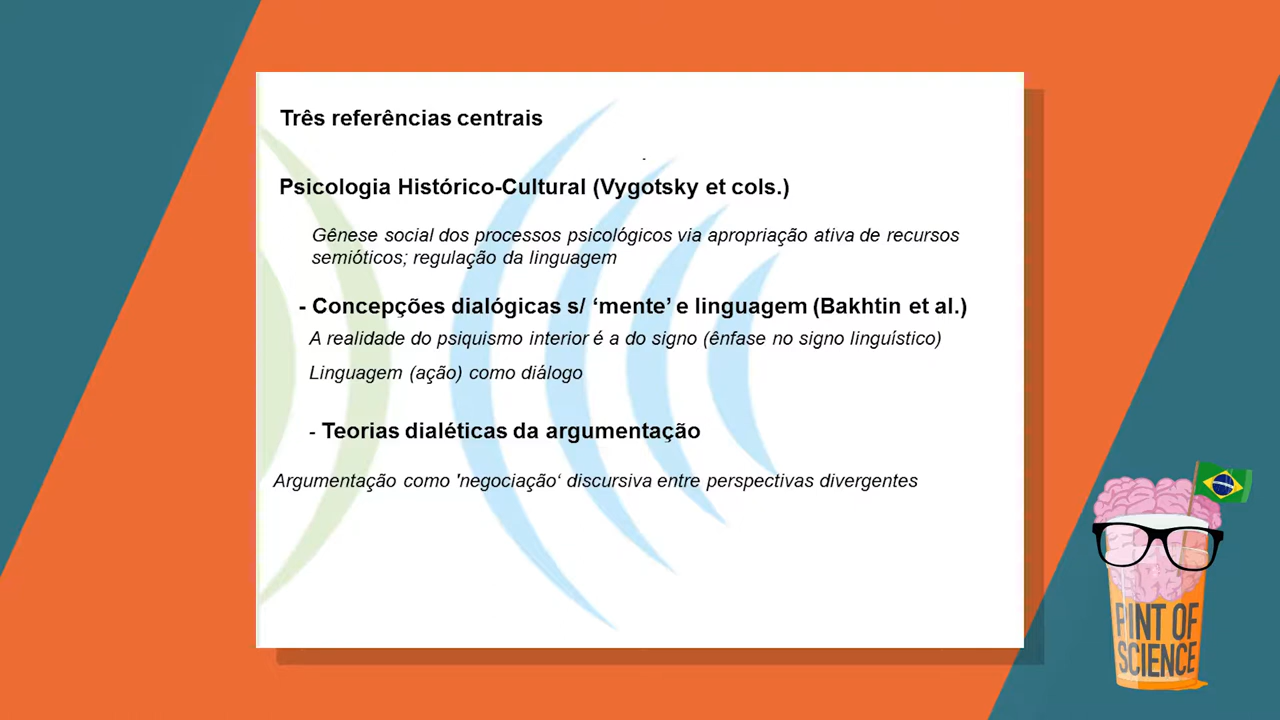 Três referências centrais
Psicologia Histórico-Cultural (Vygotsky et cols.)
Gênese social dos processos psicológicos via apropriação ativa de recursos
semióticos; regulação da linguagem
- Concepções dialógicas s/ ‘mente’ e linguagem (Bakhtin et al.)
A realidade do psiquismo interior é a do signo (ênfase no signo linguístico)
Linguagem (ação) como diálogo
- Teorias dialéticas da argumentação
Argumentação como 'negociação‘ discursiva entre perspectivas divergentes
PINT OF
SCIENCE